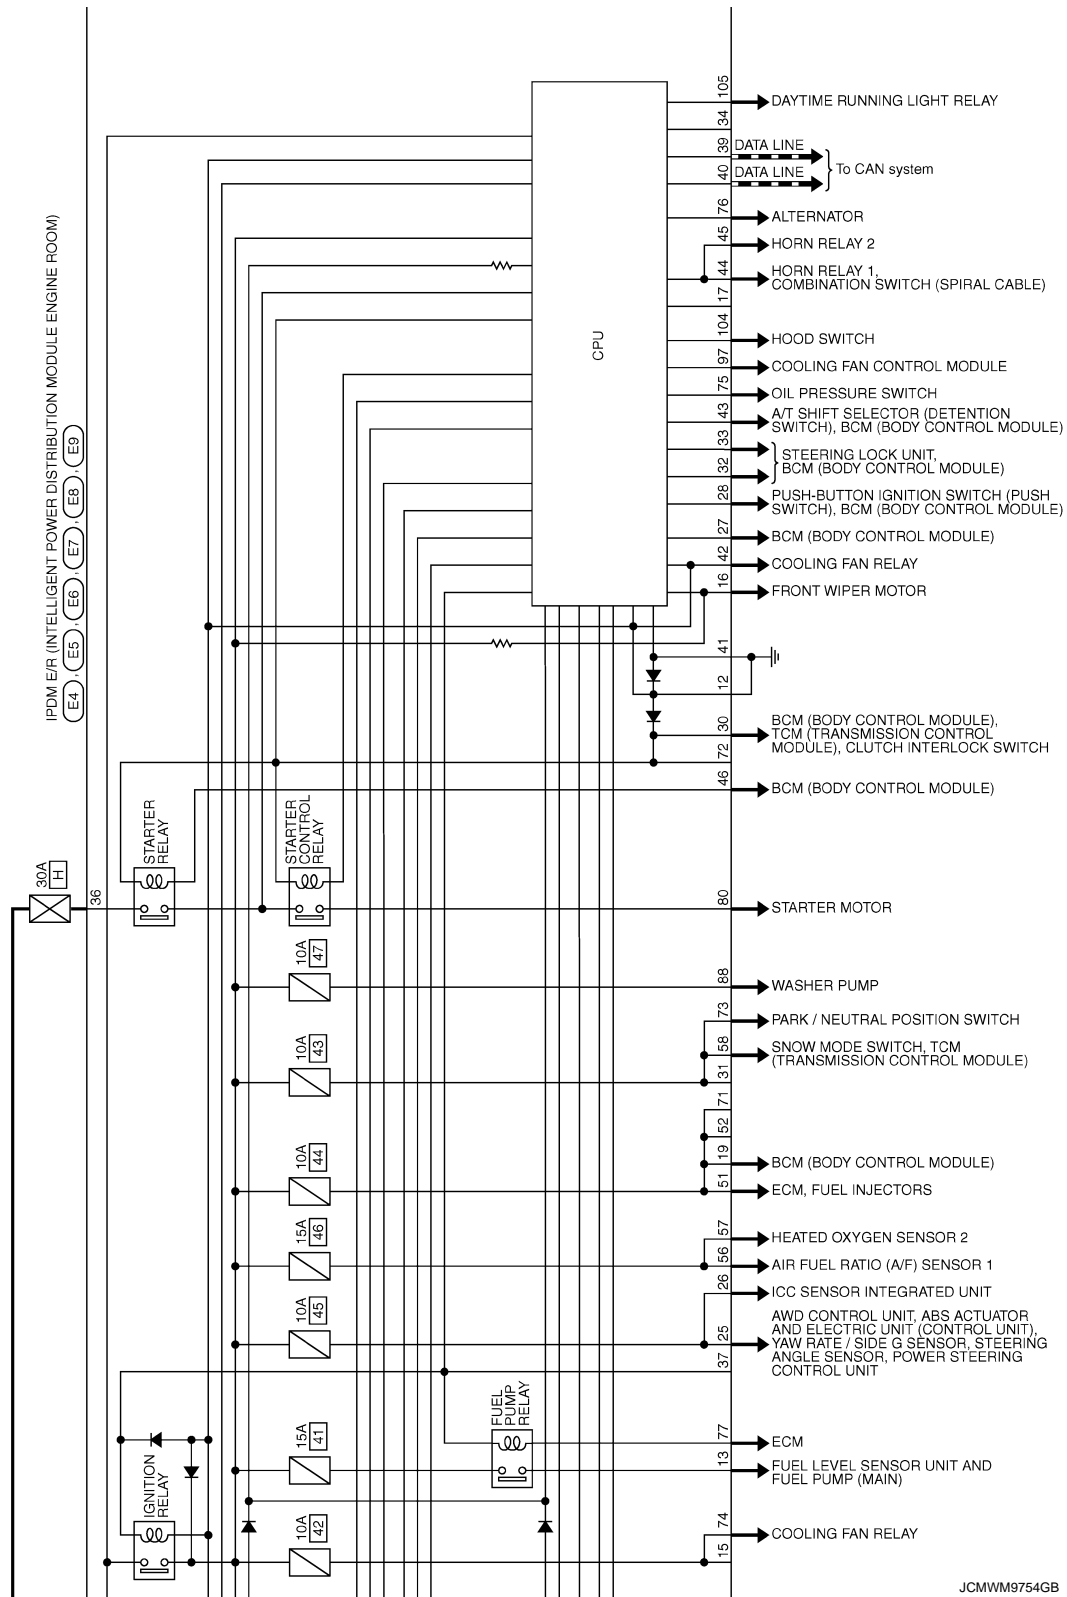 IPDM E/R (INTELLIGENT POWER DISTRIBUTION MODULE ENGINE ROOM)
E4 , E5 , E6 , E7 , E8 , E9
CPU
105
DAYTIME RUNNING LIGHT RELAY
34
39
DATA LINE
40
DATA LINE
To CAN system
76
ALTERNATOR
45
HORN RELAY 2
44
HORN RELAY 1,
COMBINATION SWITCH (SPIRAL CABLE)
17
104
HOOD SWITCH
97
COOLING FAN CONTROL MODULE
75
OIL PRESSURE SWITCH
43
A/T SHIFT SELECTOR (DETENTION
SWITCH), BCM (BODY CONTROL MODULE)
33
32
STEERING LOCK UNIT,
BCM (BODY CONTROL MODULE)
28
PUSH-BUTTON IGNITION SWITCH (PUSH
SWITCH), BCM (BODY CONTROL MODULE)
27
BCM (BODY CONTROL MODULE)
42
COOLING FAN RELAY
16
FRONT WIPER MOTOR
41
12
30
BCM (BODY CONTROL MODULE),
TCM (TRANSMISSION CONTROL
MODULE), CLUTCH INTERLOCK SWITCH
72
46
BCM (BODY CONTROL MODULE)
STARTER
RELAY
STARTER
CONTROL
RELAY
30A
H
36
80
STARTER MOTOR
10A
47
88
WASHER PUMP
73
PARK / NEUTRAL POSITION SWITCH
10A
43
58
SNOW MODE SWITCH, TCM
(TRANSMISSION CONTROL MODULE)
31
71
52
10A
44
19
BCM (BODY CONTROL MODULE)
51
ECM, FUEL INJECTORS
15A
46
57
HEATED OXYGEN SENSOR 2
56
AIR FUEL RATIO (A/F) SENSOR 1
26
ICC SENSOR INTEGRATED UNIT
10A
45
25
AWD CONTROL UNIT, ABS ACTUATOR
AND ELECTRIC UNIT (CONTROL UNIT),
YAW RATE / SIDE G SENSOR, STEERING
ANGLE SENSOR, POWER STEERING
CONTROL UNIT
37
FUEL
PUMP
RELAY
15A
41
77
ECM
13
FUEL LEVEL SENSOR UNIT AND
FUEL PUMP (MAIN)
IGNITION
RELAY
10A
42
74
COOLING FAN RELAY
15
JCMWM9754GB